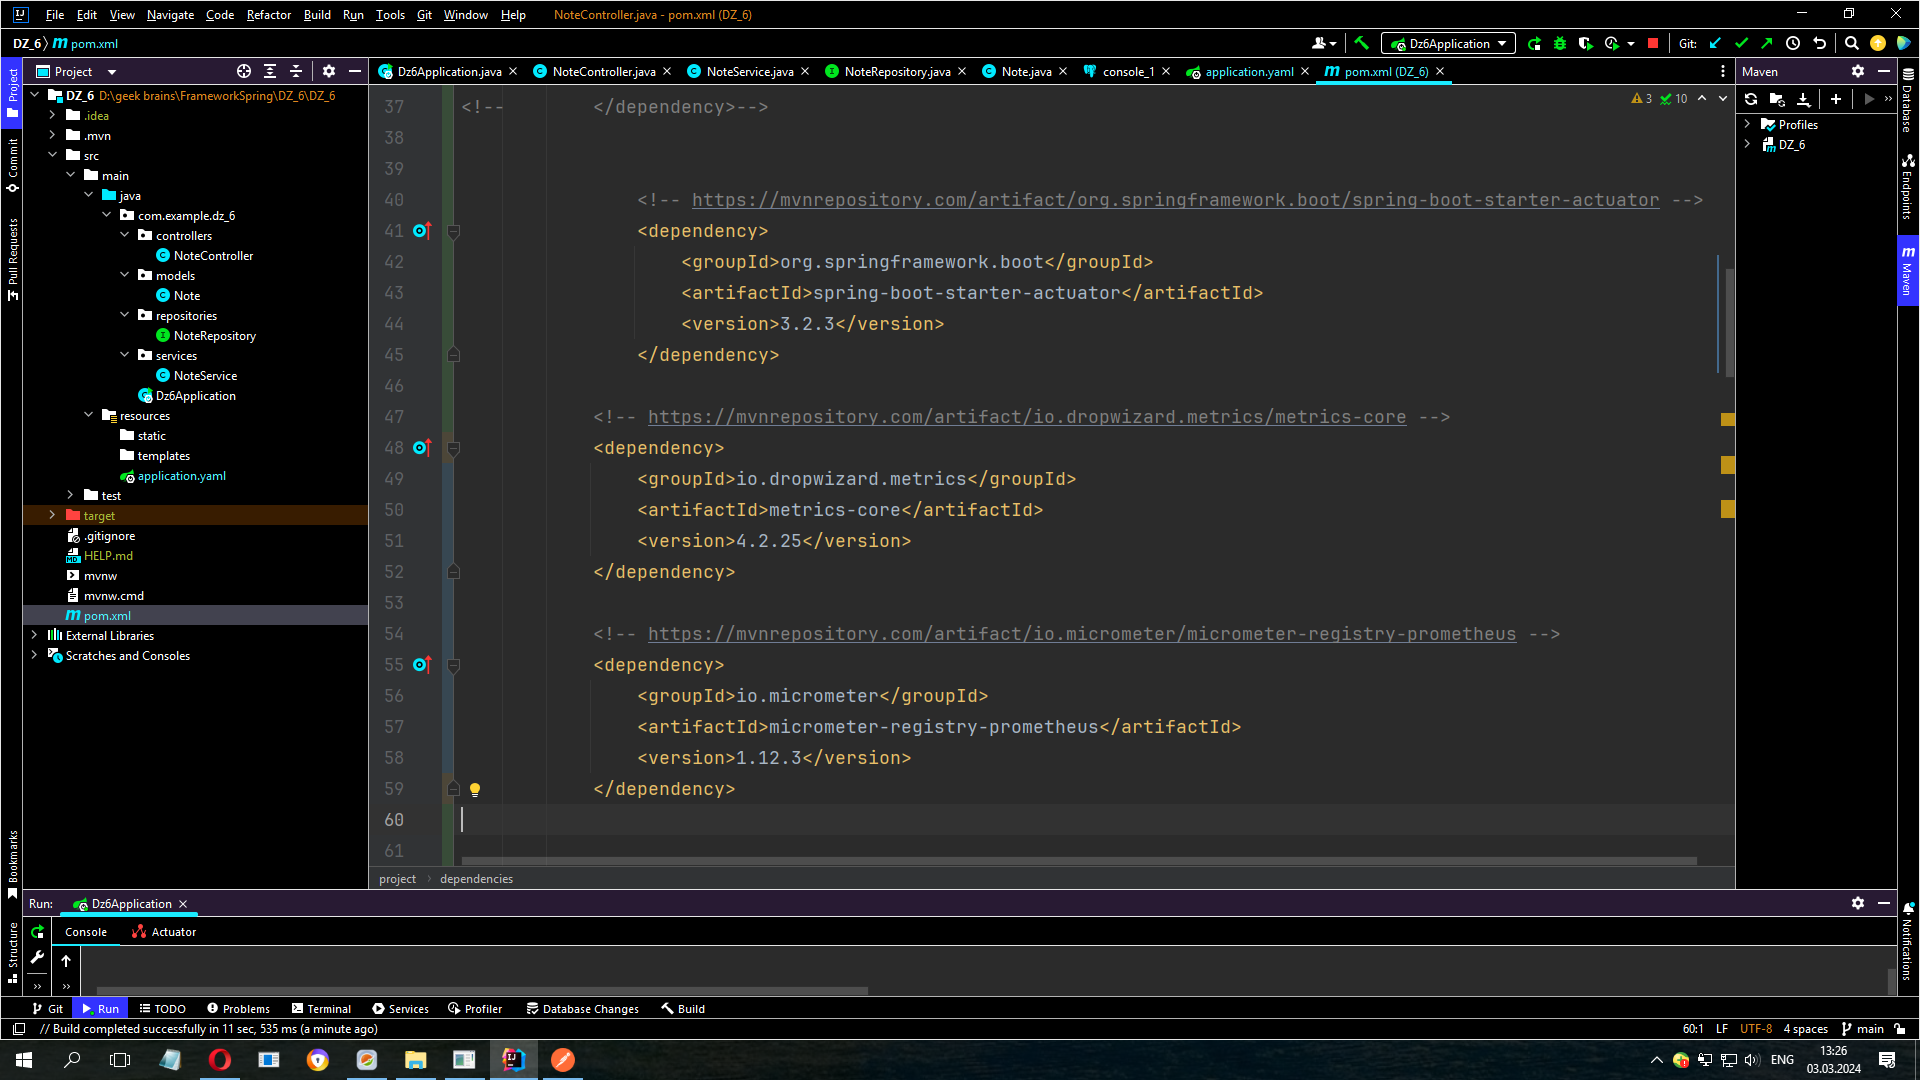 File Edit View Navigate Code Refactor Build Run Tools Git Window Help NoteController.java - pom.xml (DZ_6)
DZ_6 pom.xml Dz6Application Git:
Project
Dz6Application.java NoteController.java NoteService.java NoteRepository.java Note.java console_1 application.yaml pom.xml (DZ_6)
Maven
Project
Commit
Pull Requests
Bookmarks
Structure
DZ_6 D:\geek brains\FrameworkSpring\DZ_6\DZ_6
.idea
.mvn
src
main
java
com.example.dz_6
controllers
NoteController
models
Note
repositories
NoteRepository
services
NoteService
Dz6Application
resources
static
templates
application.yaml
test
target
.gitignore
HELP.md
mvnw
mvnw.cmd
pom.xml
External Libraries
Scratches and Consoles
3 10
37 <!-- </dependency>-->
38
39
40 <!-- https://mvnrepository.com/artifact/org.springframework.boot/spring-boot-starter-actuator -->
41 <dependency>
42 <groupId>org.springframework.boot</groupId>
43 <artifactId>spring-boot-starter-actuator</artifactId>
44 <version>3.2.3</version>
45 </dependency>
46
47 <!-- https://mvnrepository.com/artifact/io.dropwizard.metrics/metrics-core -->
48 <dependency>
49 <groupId>io.dropwizard.metrics</groupId>
50 <artifactId>metrics-core</artifactId>
51 <version>4.2.25</version>
52 </dependency>
53
54 <!-- https://mvnrepository.com/artifact/io.micrometer/micrometer-registry-prometheus -->
55 <dependency>
56 <groupId>io.micrometer</groupId>
57 <artifactId>micrometer-registry-prometheus</artifactId>
58 <version>1.12.3</version>
59 </dependency>
60
61
project dependencies
Profiles
DZ_6
Database
Endpoints
Maven
Notifications
Run: Dz6Application
Console Actuator
Git Run TODO Problems Terminal Services Profiler Database Changes Build
// Build completed successfully in 11 sec, 535 ms (a minute ago) 60:1 LF UTF-8 4 spaces main
ENG 13:26
03.03.2024